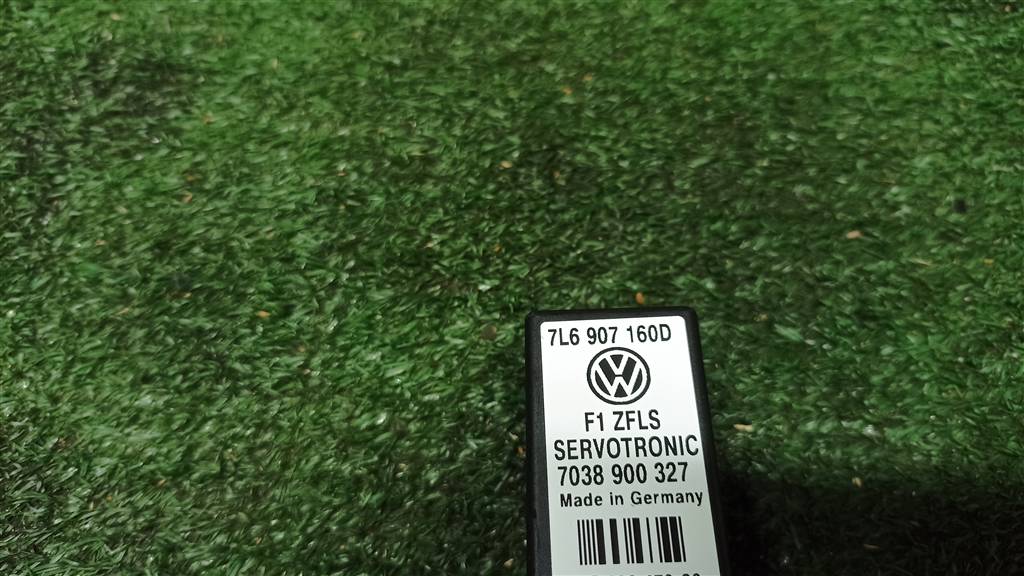 7L6 907 160D
F1 ZFLS
SERVOTRONIC
7038 900 327
Made in Germany